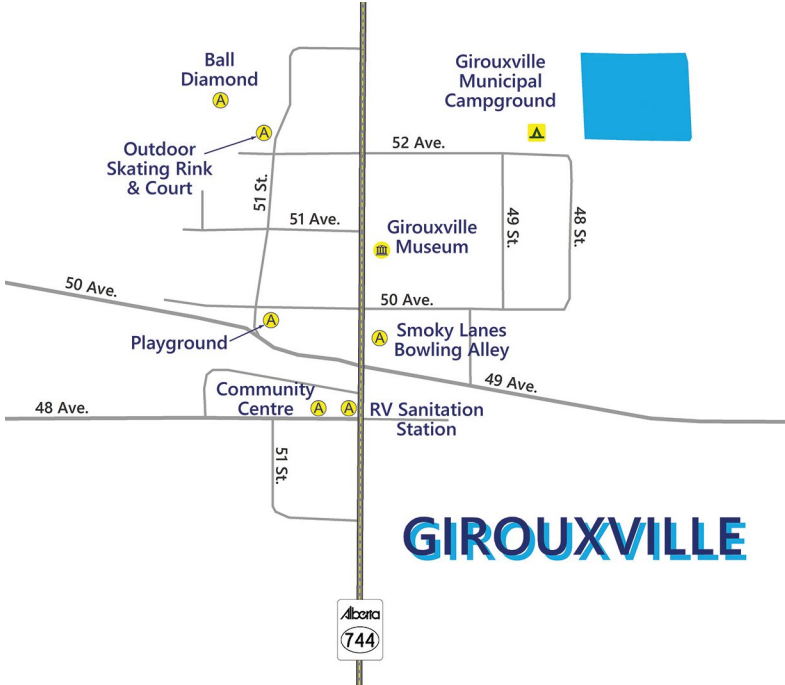 Ball
Diamond
Girouxville
Municipal
Campground
A
A
Outdoor
Skating Rink
& Court
52 Ave.
51 St.
51 Ave.
Girouxville
Museum
49 St.
48 St.
50 Ave.
50 Ave.
A
Playground
A
Smoky Lanes
Bowling Alley
49 Ave.
Community
Centre
A
A
RV Sanitation
Station
48 Ave.
51 St.
GIROUXVILLE
Alberta
744